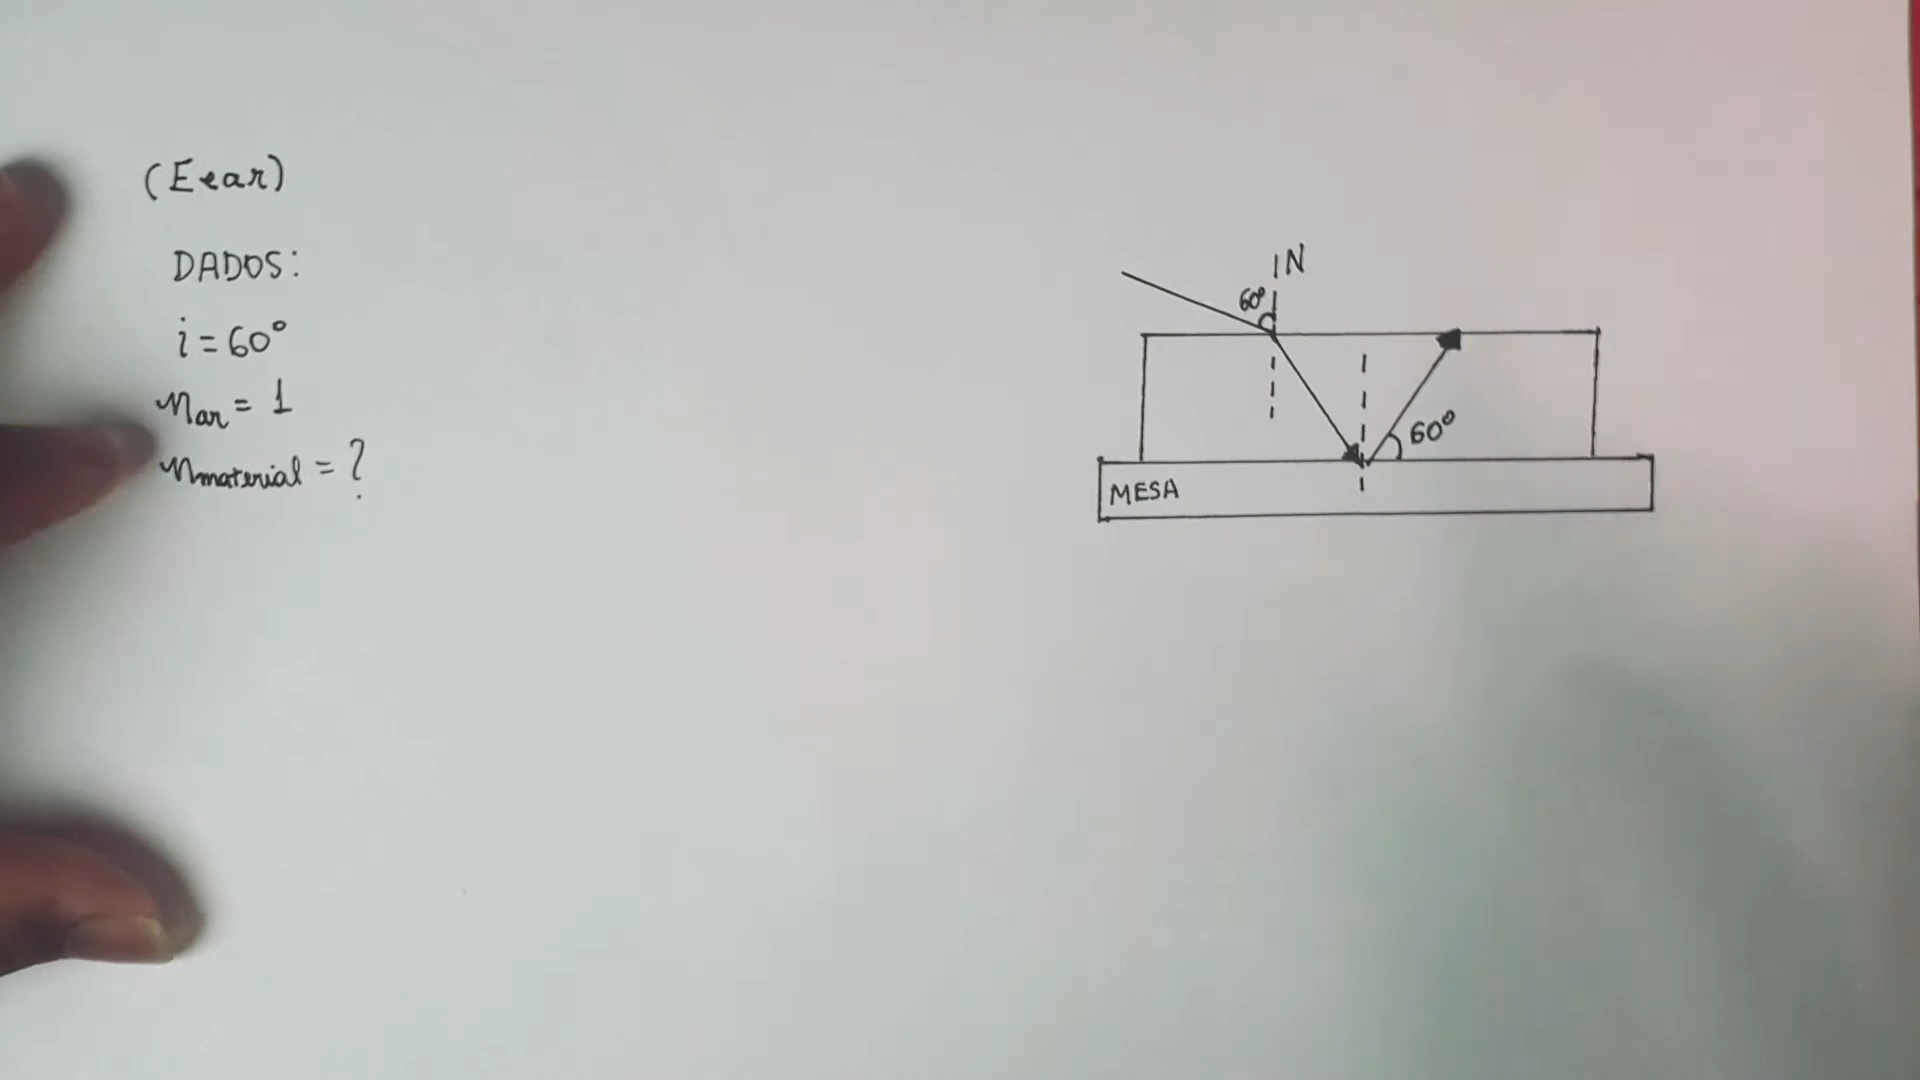 (Eear)
DADOS:
i = 60°
nar = 1
nmaterial = ?
N
60°
60°
MESA